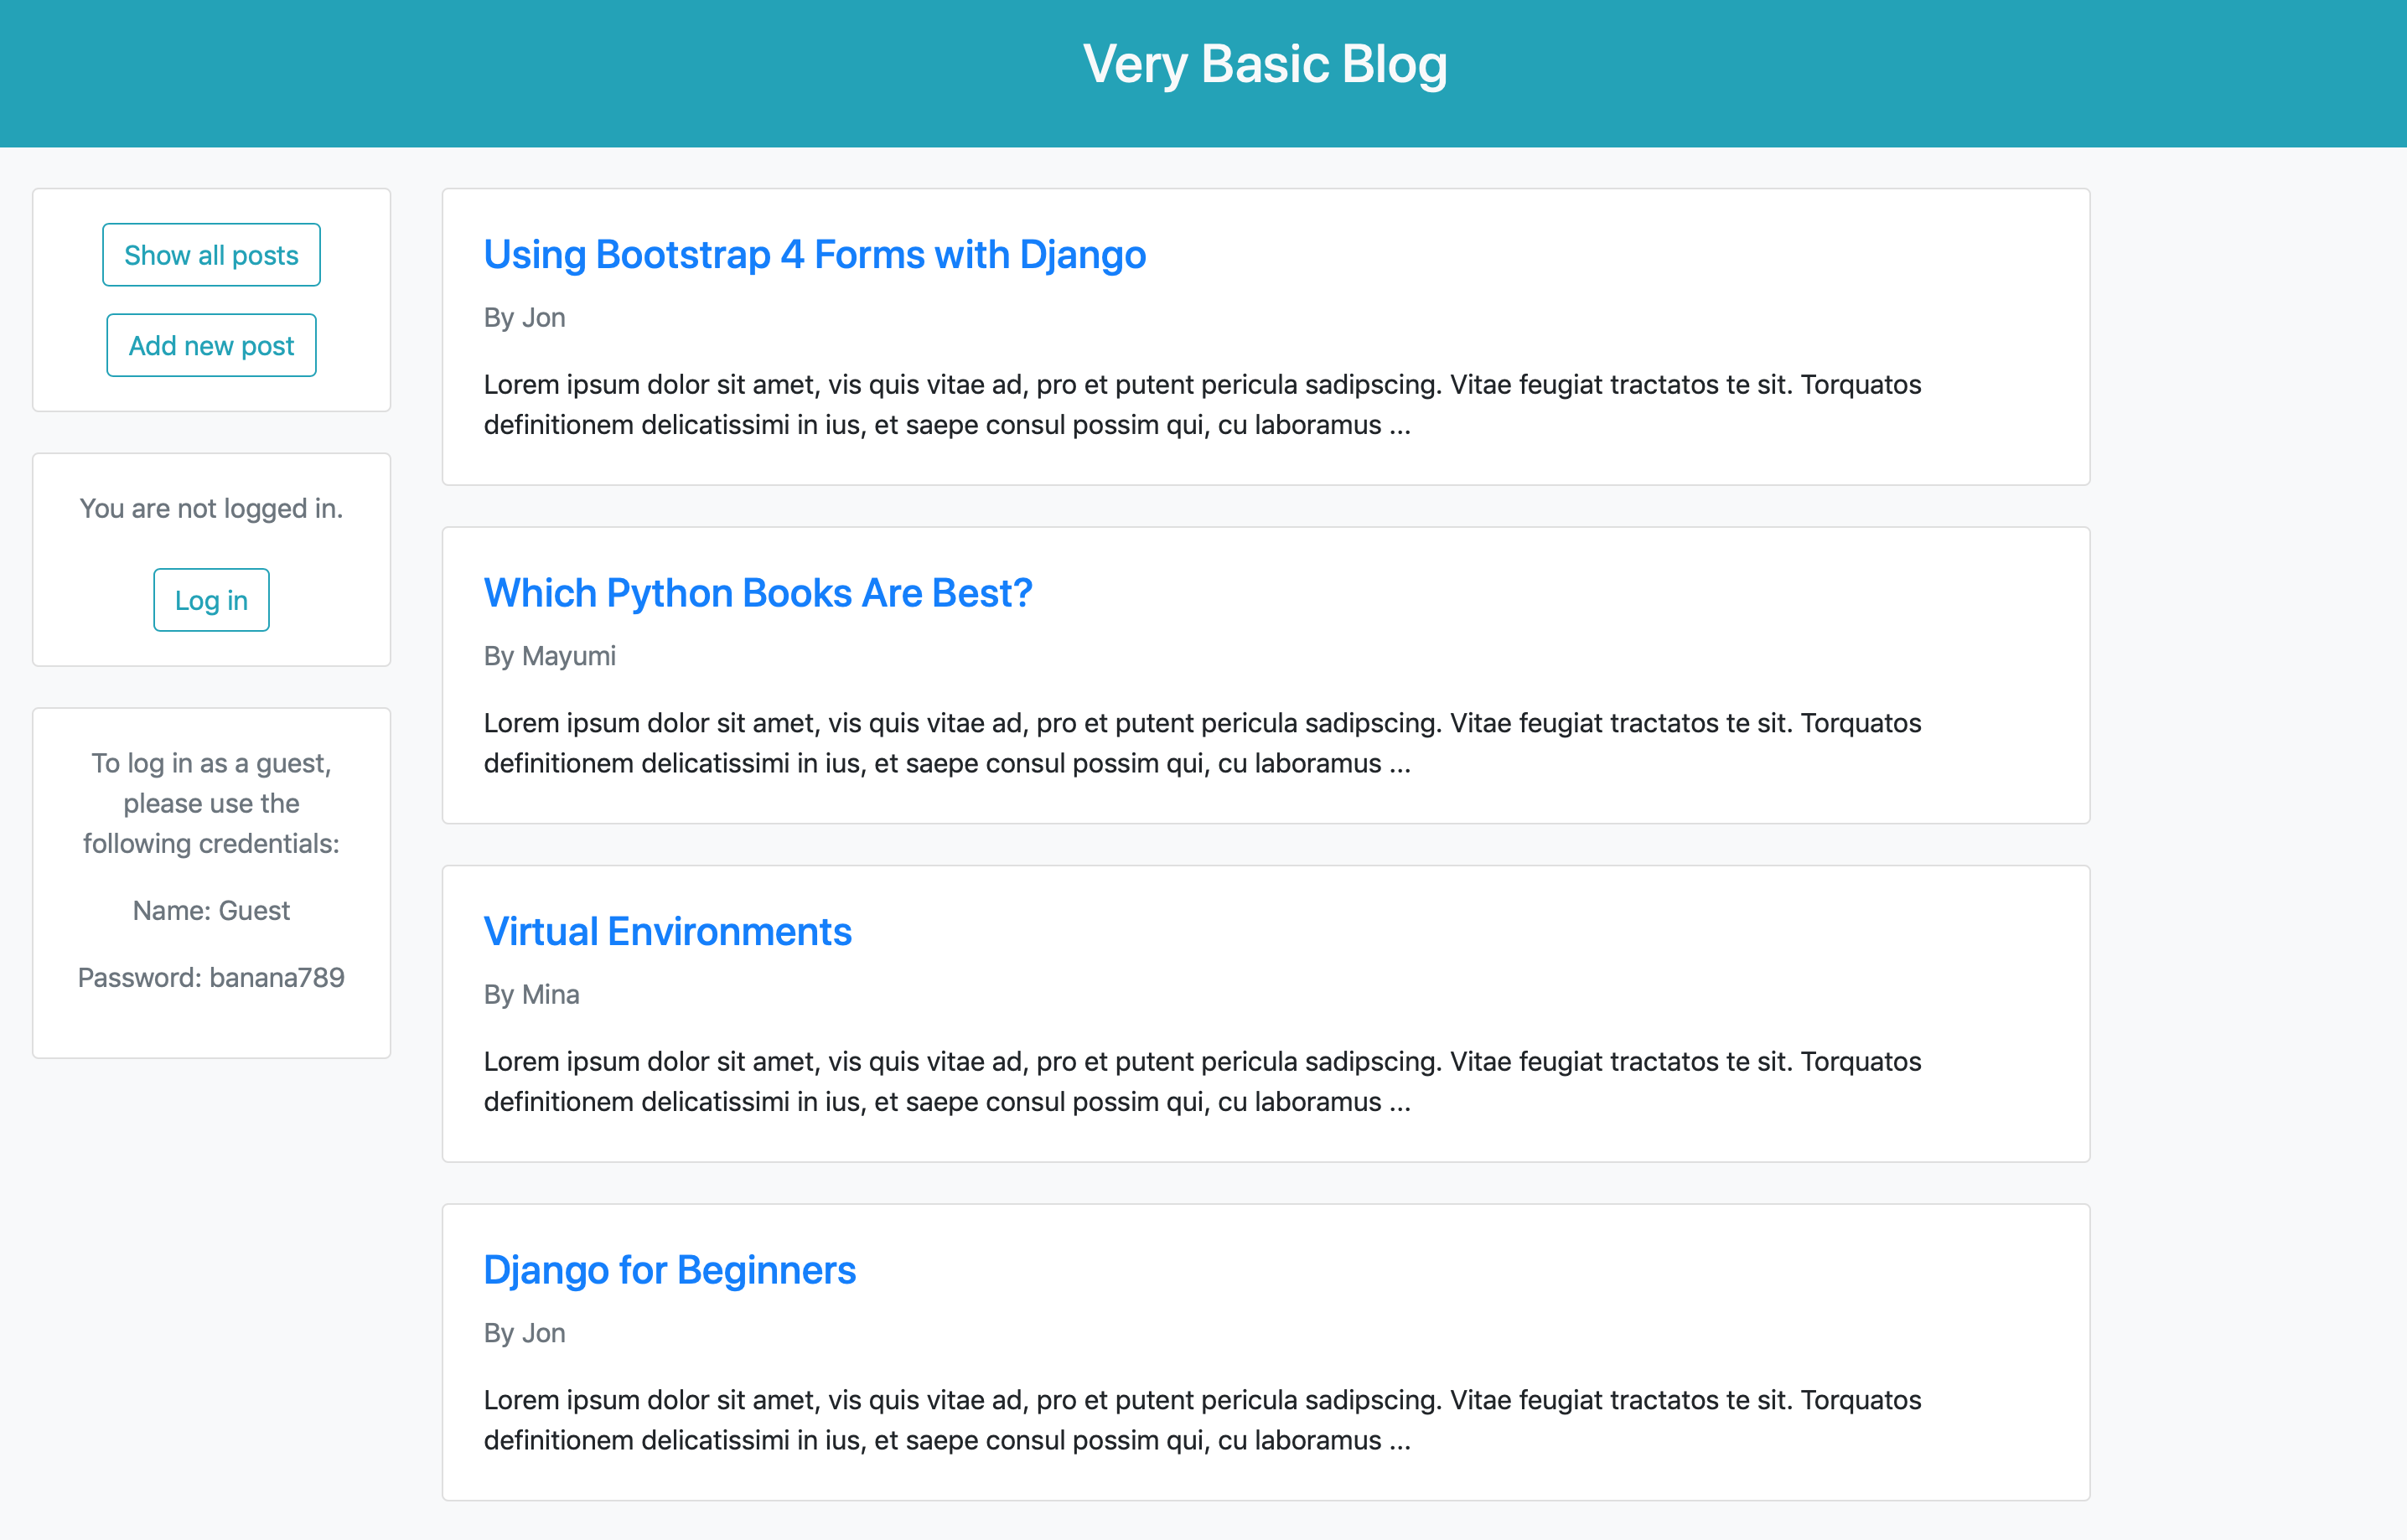 Very Basic Blog
Show all posts
Add new post
You are not logged in.
Log in
To log in as a guest,
please use the
following credentials:
Name: Guest
Password: banana789
Using Bootstrap 4 Forms with Django
By Jon
Lorem ipsum dolor sit amet, vis quis vitae ad, pro et putent pericula sadipscing. Vitae feugiat tractatos te sit. Torquatos
definitionem delicatissimi in ius, et saepe consul possim qui, cu laboramus ...
Which Python Books Are Best?
By Mayumi
Lorem ipsum dolor sit amet, vis quis vitae ad, pro et putent pericula sadipscing. Vitae feugiat tractatos te sit. Torquatos
definitionem delicatissimi in ius, et saepe consul possim qui, cu laboramus ...
Virtual Environments
By Mina
Lorem ipsum dolor sit amet, vis quis vitae ad, pro et putent pericula sadipscing. Vitae feugiat tractatos te sit. Torquatos
definitionem delicatissimi in ius, et saepe consul possim qui, cu laboramus ...
Django for Beginners
By Jon
Lorem ipsum dolor sit amet, vis quis vitae ad, pro et putent pericula sadipscing. Vitae feugiat tractatos te sit. Torquatos
definitionem delicatissimi in ius, et saepe consul possim qui, cu laboramus ...